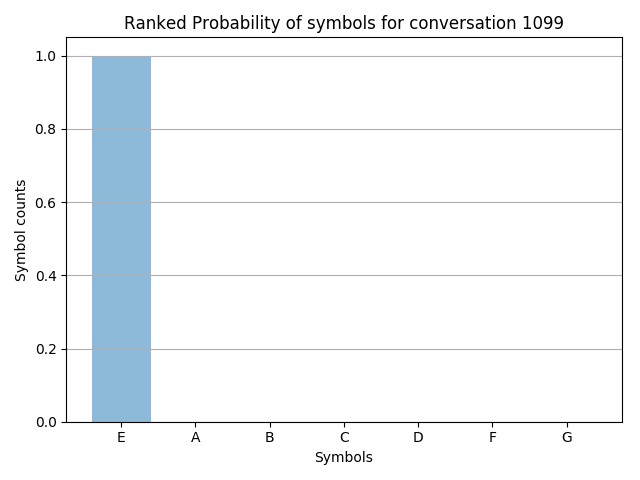 Ranked Probability of symbols for conversation 1099
Symbol counts
1.0
0.8
0.6
0.4
0.2
0.0
E A B C D F G
Symbols